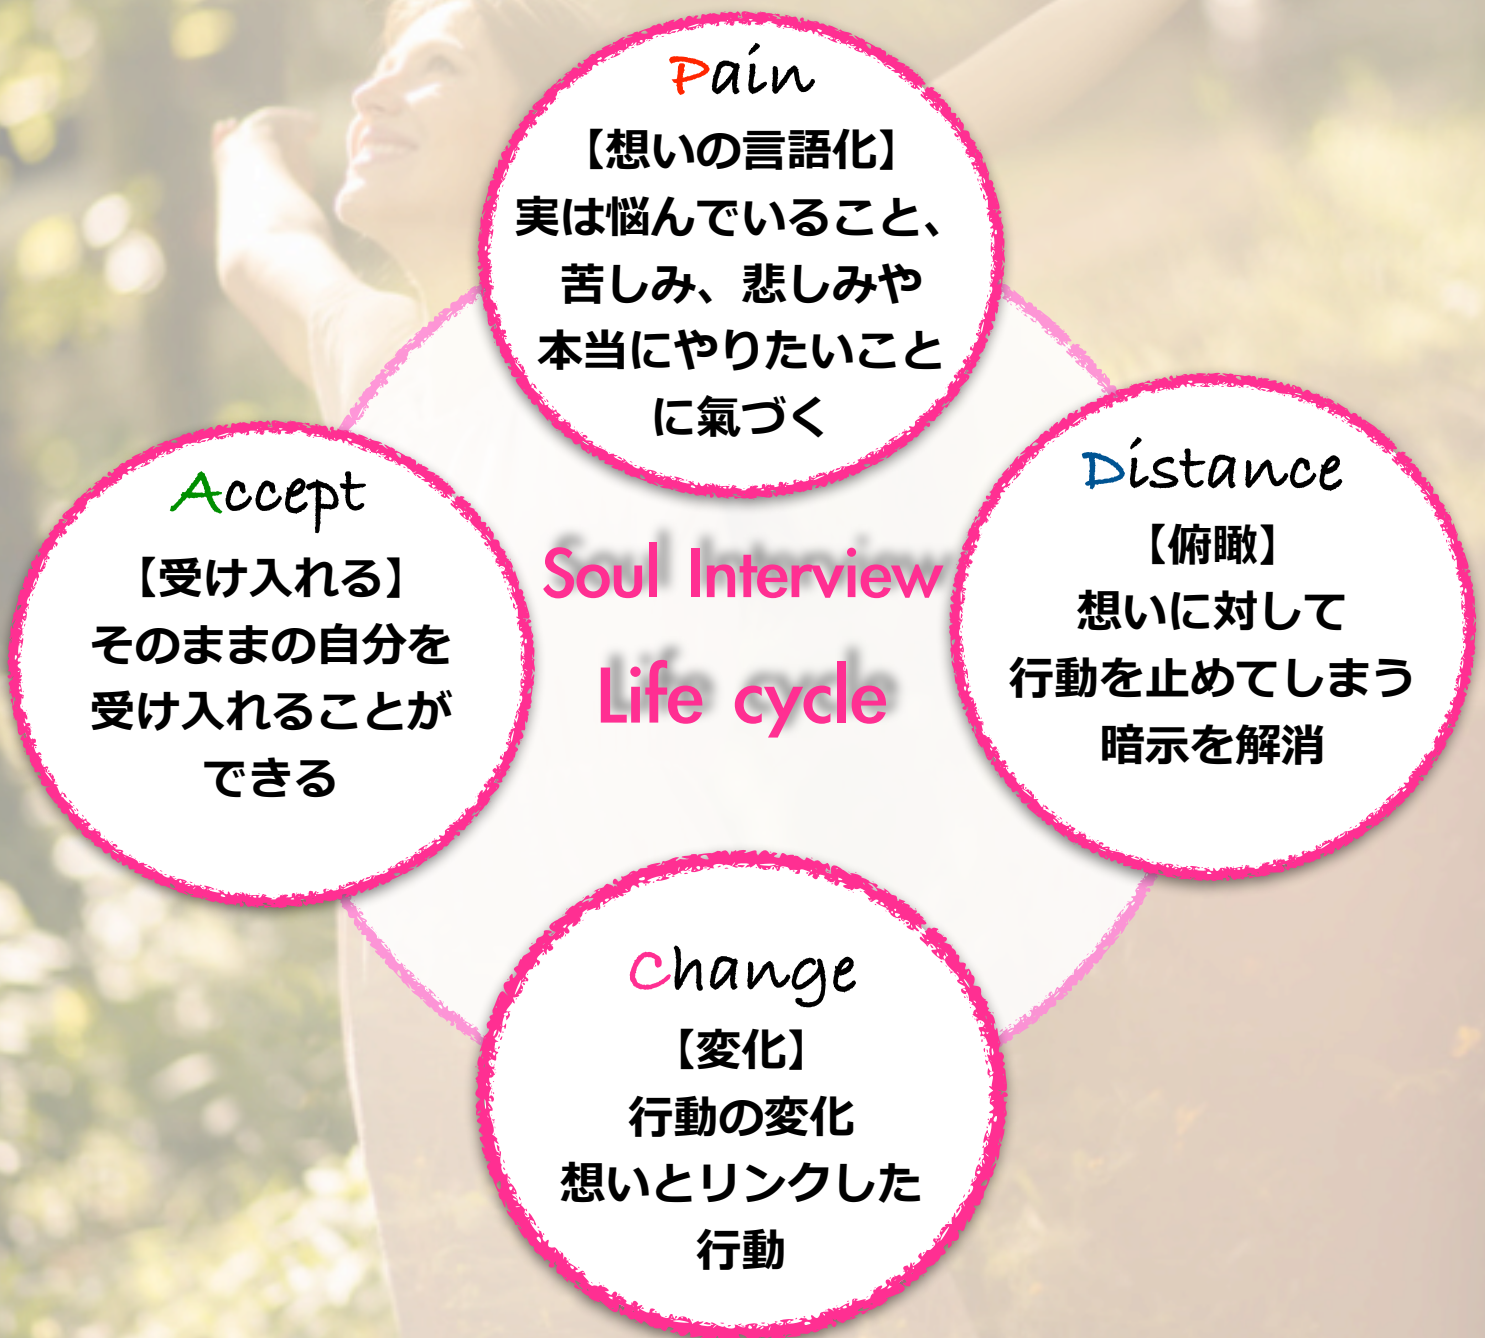 Pain
【想いの言語化】
実は悩んでいること、
苦しみ、悲しみや
本当にやりたいこと
に氣づく
Distance
【俯瞰】
想いに対して
行動を止めてしまう
暗示を解消
Change
【変化】
行動の変化
想いとリンクした
行動
Accept
【受け入れる】
そのままの自分を
受け入れることが
できる
Soul Interview
Life cycle